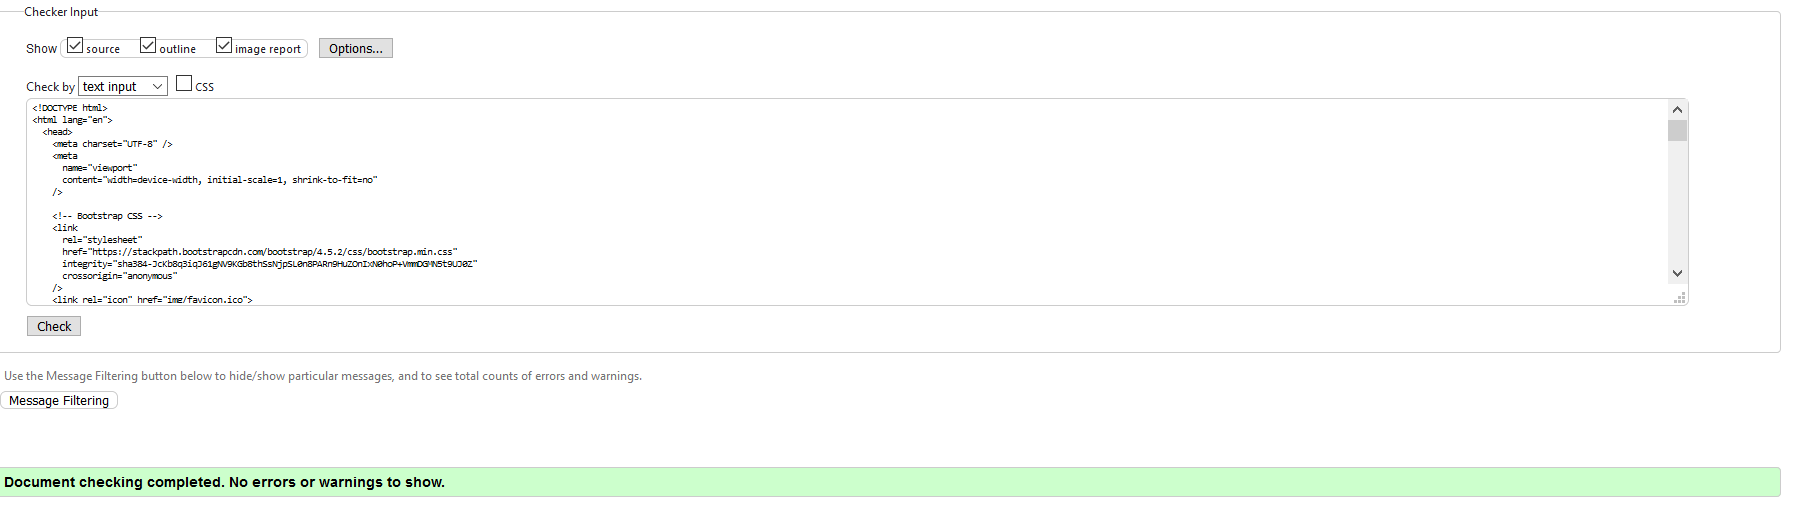 Checker Input
Show source outline image report Options...
Check by text input CSS
<!DOCTYPE html>
<html lang="en">
<head>
<meta charset="UTF-8" />
<meta
name="viewport"
content="width=device-width, initial-scale=1, shrink-to-fit=no"
/>
<!-- Bootstrap CSS -->
<link
rel="stylesheet"
href="https://stackpath.bootstrapcdn.com/bootstrap/4.5.2/css/bootstrap.min.css"
integrity="sha384-JcKb8q3iqJ61gNV9KGb8thSsNjpSL0n8PARn9HuZOnIxN0hoP+VmmDGMN5t9UJ0Z"
crossorigin="anonymous"
/>
<link rel="icon" href="img/favicon.ico">
Check
Use the Message Filtering button below to hide/show particular messages, and to see total counts of errors and warnings.
Message Filtering
Document checking completed. No errors or warnings to show.